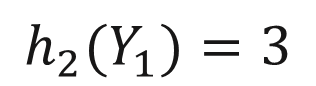 h₂(Y₁) = 3